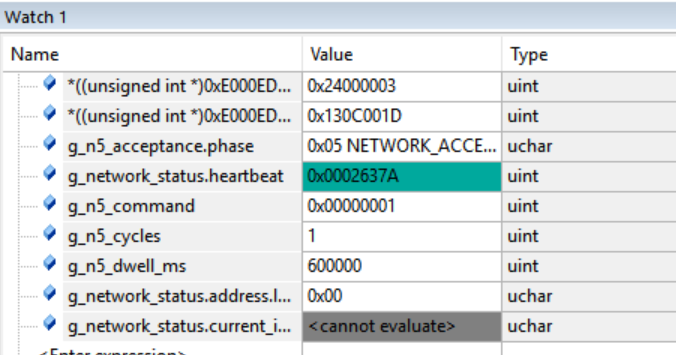 Watch 1
Name Value Type
*((unsigned int *)0xE000ED... 0x24000003 uint
*((unsigned int *)0xE000ED... 0x130C001D uint
g_n5_acceptance.phase 0x05 NETWORK_ACCE... uchar
g_network_status.heartbeat 0x0002637A uint
g_n5_command 0x00000001 uint
g_n5_cycles 1 uint
g_n5_dwell_ms 600000 uint
g_network_status.address.l... 0x00 uchar
g_network_status.current_i... <cannot evaluate> uchar
<Enter expression>